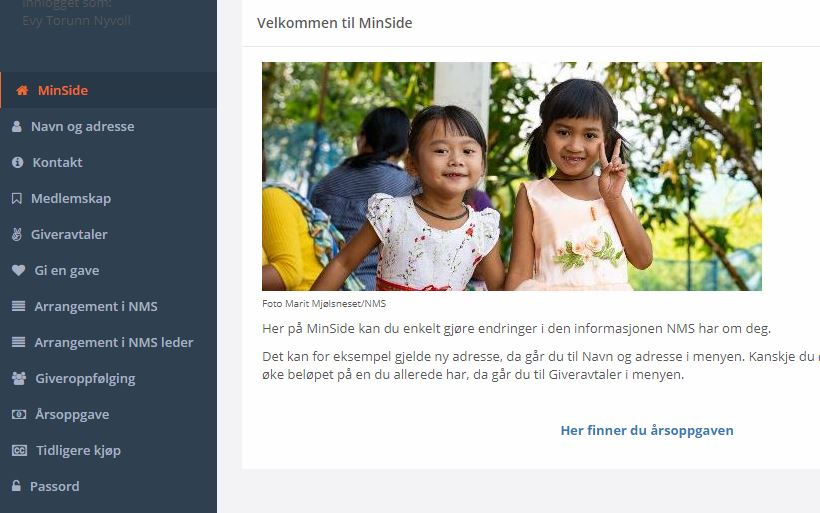 Innlogget som:
Evy Torunn Nyvoll
MinSide
Navn og adresse
Kontakt
Medlemskap
Giveravtaler
Gi en gave
Arrangement i NMS
Arrangement i NMS leder
Giveroppfølging
Årsoppgave
Tidligere kjøp
Passord
Velkommen til MinSide
Foto Marit Mjølsneset/NMS
Her på MinSide kan du enkelt gjøre endringer i den informasjonen NMS har om deg.
Det kan for eksempel gjelde ny adresse, da går du til Navn og adresse i menyen. Kanskje du
øke beløpet på en du allerede har, da går du til Giveravtaler i menyen.
Her finner du årsoppgaven